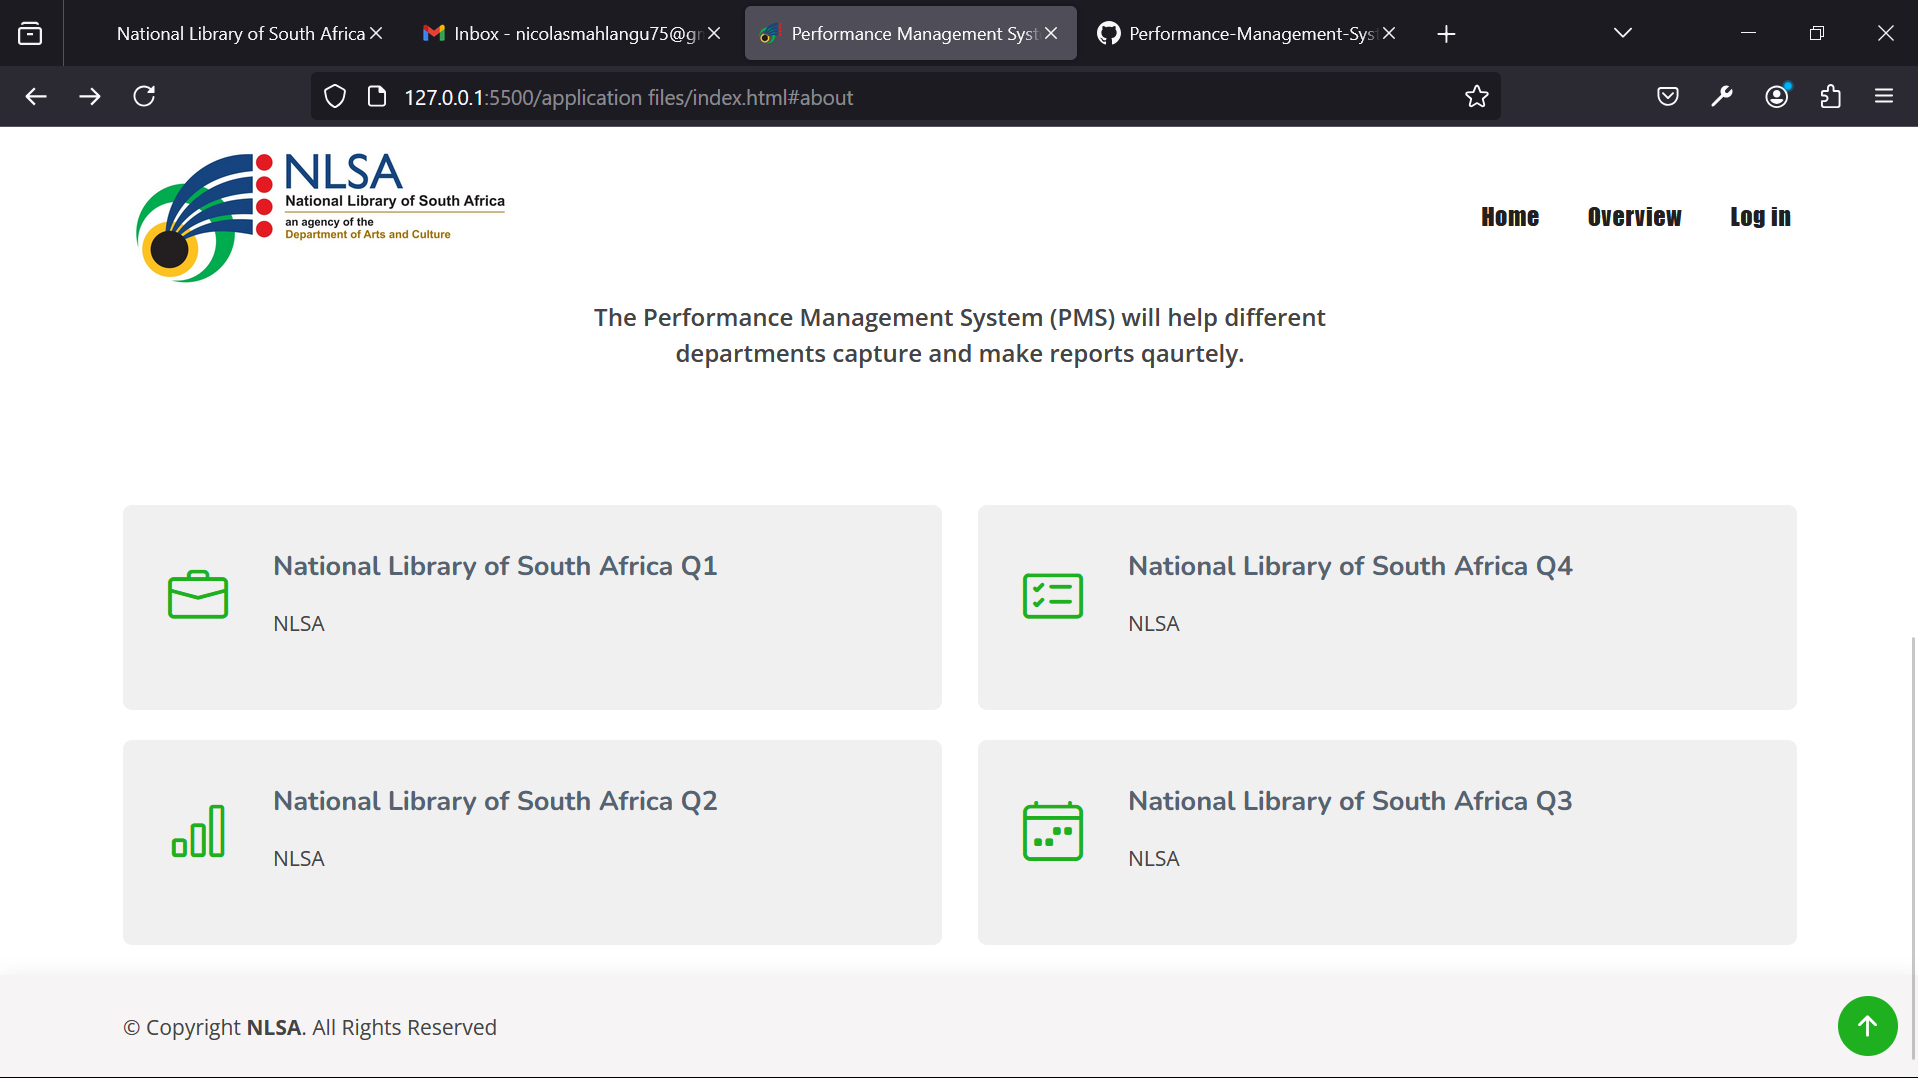 National Library of South Africa
Inbox - nicolasmahlangu75@gr
Performance Management Syst
Performance-Management-Syst
127.0.0.1:5500/application files/index.html#about
NLSA
National Library of South Africa
an agency of the
Department of Arts and Culture
Home
Overview
Log in
The Performance Management System (PMS) will help different
departments capture and make reports qaurtely.
National Library of South Africa Q1
NLSA
National Library of South Africa Q4
NLSA
National Library of South Africa Q2
NLSA
National Library of South Africa Q3
NLSA
© Copyright NLSA. All Rights Reserved